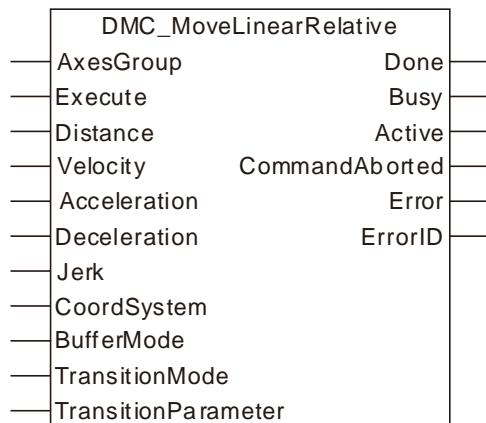 DMC_MoveLinearRelative
AxesGroup Done
Execute Busy
Distance Active
Velocity CommandAborted
Acceleration Error
Deceleration ErrorID
Jerk
CoordSystem
BufferMode
TransitionMode
TransitionParameter